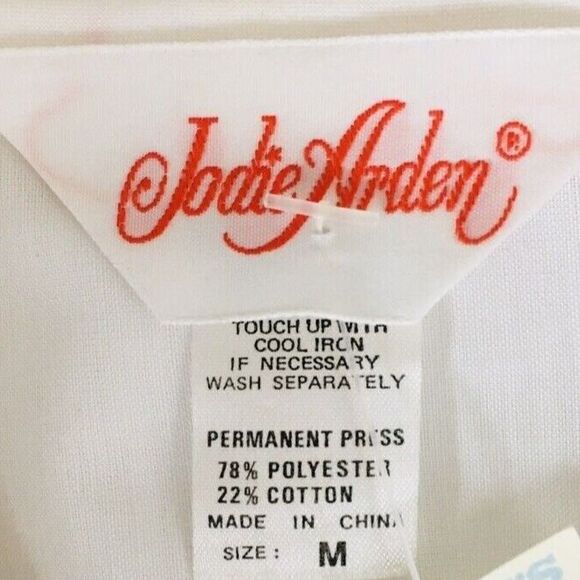 Jodie Arden®
TOUCH UP WITH
COOL IRON
IF NECESSARY
WASH SEPARATELY
PERMANENT PRESS
78% POLYESTER
22% COTTON
MADE IN CHINA
SIZE: M